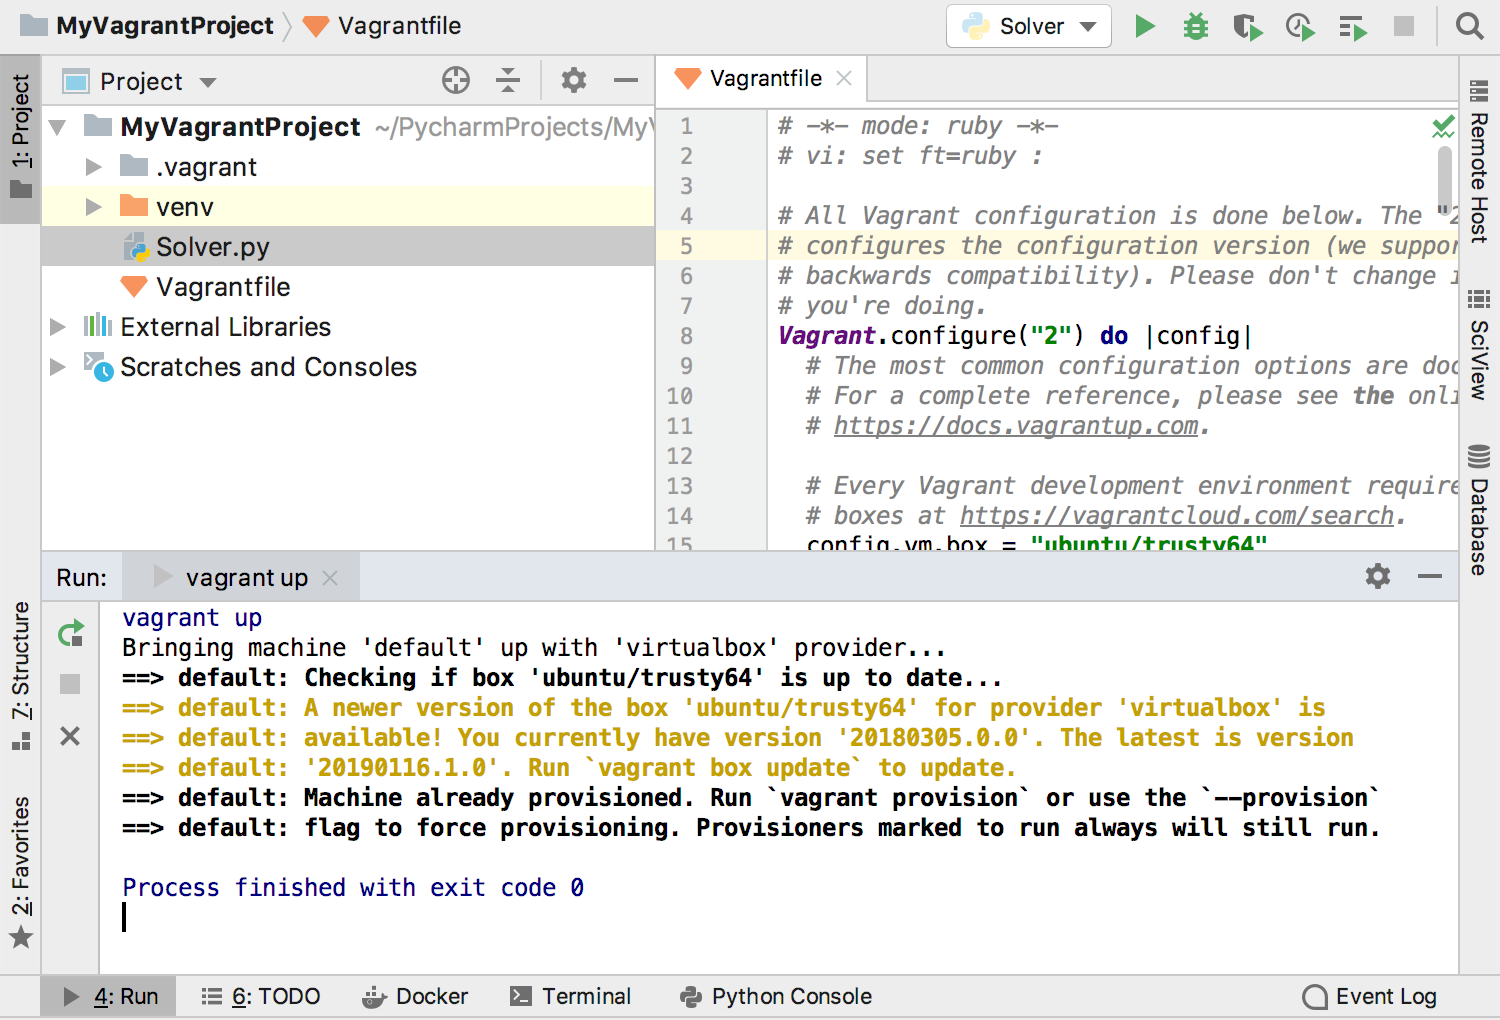 MyVagrantProject Vagrantfile
Solver
1: Project
Project
MyVagrantProject ~/PycharmProjects/MyV
.vagrant
venv
Solver.py
Vagrantfile
External Libraries
Scratches and Consoles
Vagrantfile
1 # -*- mode: ruby -*-
2 # vi: set ft=ruby :
3
4 # All Vagrant configuration is done below. The "2
5 # configures the configuration version (we suppor
6 # backwards compatibility). Please don't change i
7 # you're doing.
8 Vagrant.configure("2") do |config|
9 # The most common configuration options are doc
10 # For a complete reference, please see the onli
11 # https://docs.vagrantup.com.
12
13 # Every Vagrant development environment require
14 # boxes at https://vagrantcloud.com/search.
15 config.vm.box = "ubuntu/trusty64"
Remote Host
SciView
Database
7: Structure
2: Favorites
Run: vagrant up
vagrant up
Bringing machine 'default' up with 'virtualbox' provider...
==> default: Checking if box 'ubuntu/trusty64' is up to date...
==> default: A newer version of the box 'ubuntu/trusty64' for provider 'virtualbox' is
==> default: available! You currently have version '20180305.0.0'. The latest is version
==> default: '20190116.1.0'. Run `vagrant box update` to update.
==> default: Machine already provisioned. Run `vagrant provision` or use the `--provision`
==> default: flag to force provisioning. Provisioners marked to run always will still run.
Process finished with exit code 0
4: Run 6: TODO Docker Terminal Python Console Event Log